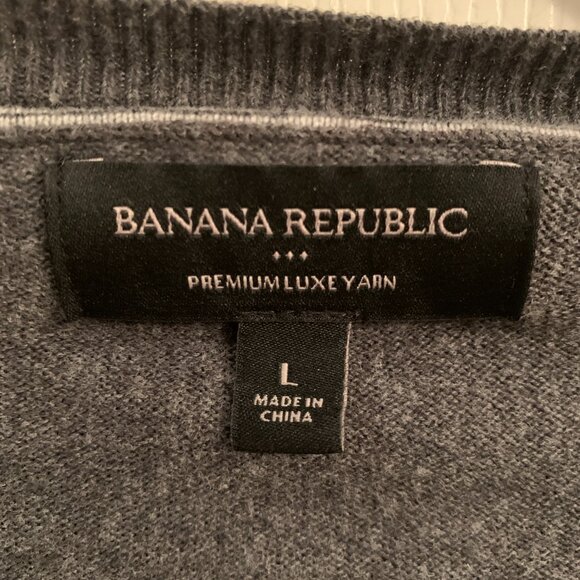 BANANA REPUBLIC
PREMIUM LUXE YARN
L
MADE IN
CHINA